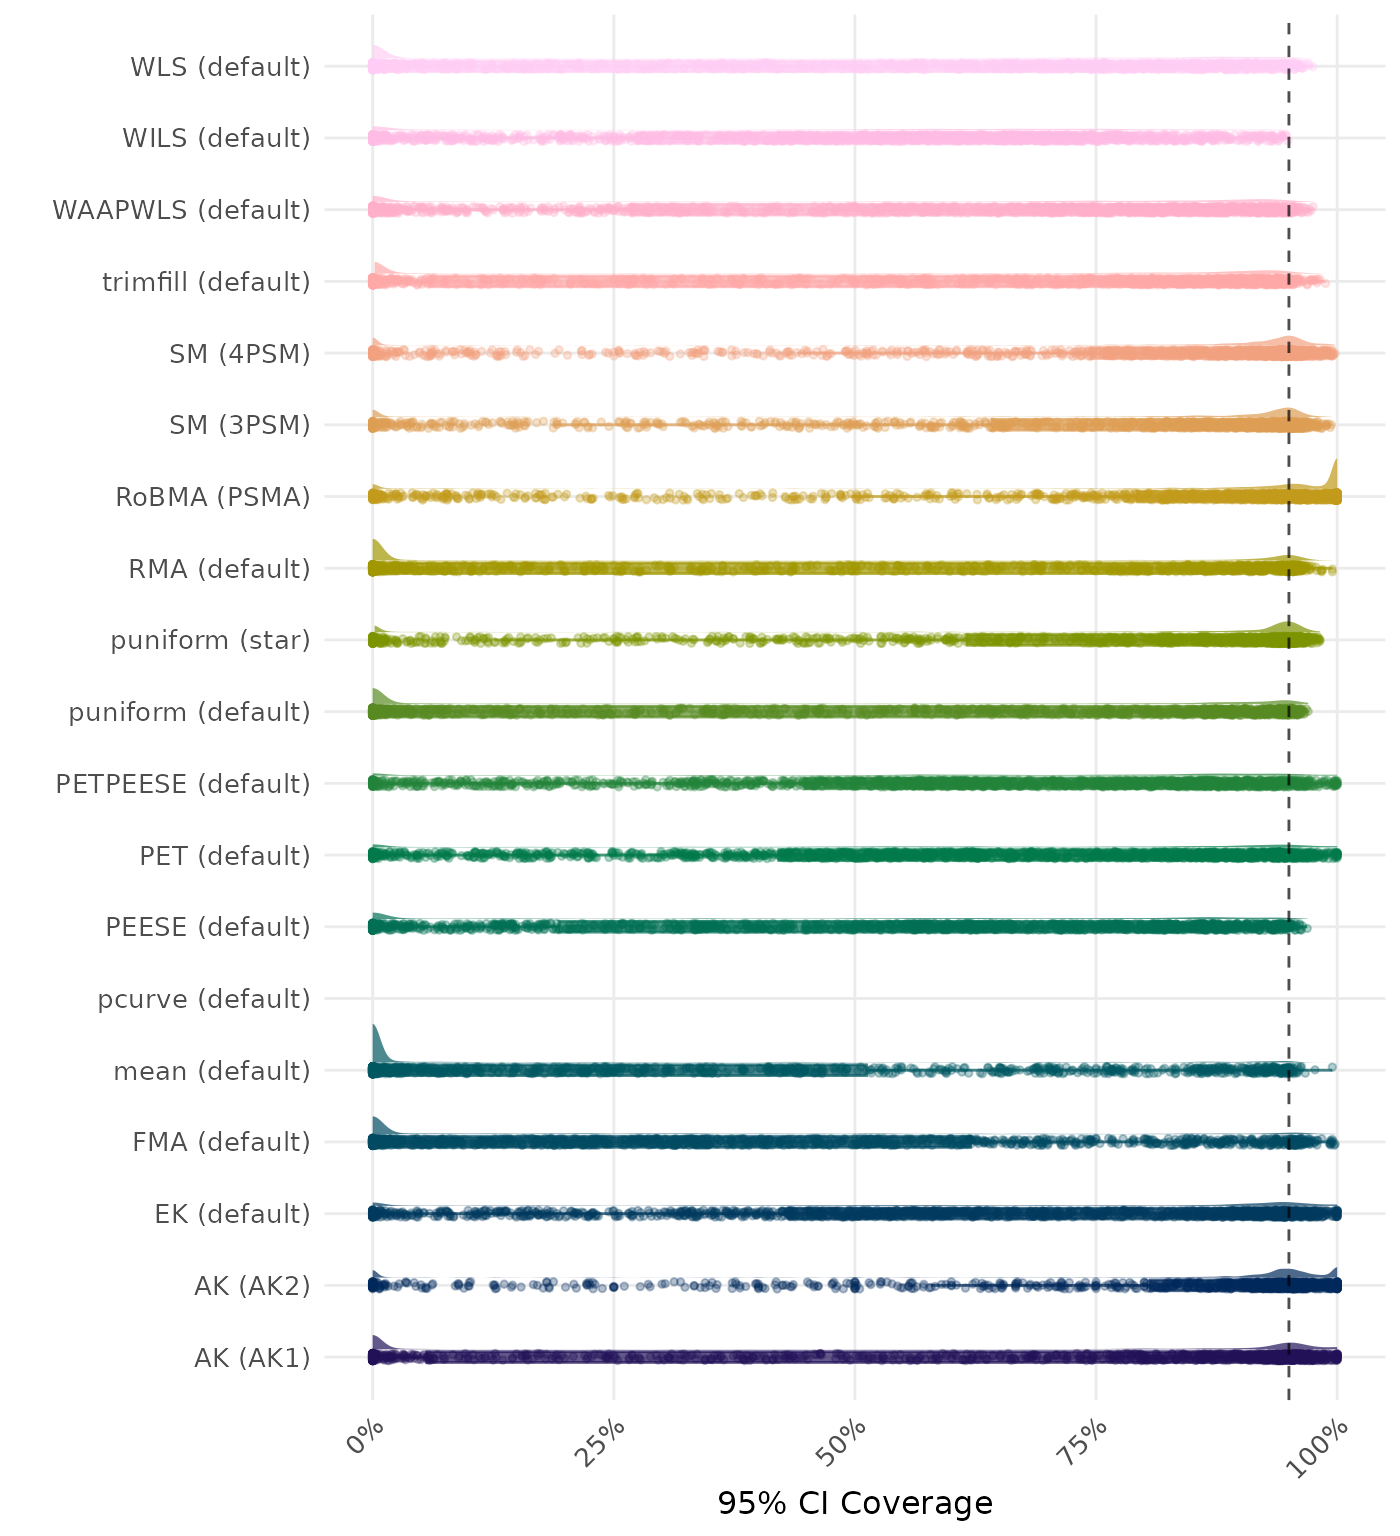 WLS (default)
WILS (default)
WAAPWLS (default)
trimfill (default)
SM (4PSM)
SM (3PSM)
RoBMA (PSMA)
RMA (default)
puniform (star)
puniform (default)
PETPEESE (default)
PET (default)
PEESE (default)
pcurve (default)
mean (default)
FMA (default)
EK (default)
AK (AK2)
AK (AK1)
0% 25% 50% 75% 100%
95% CI Coverage